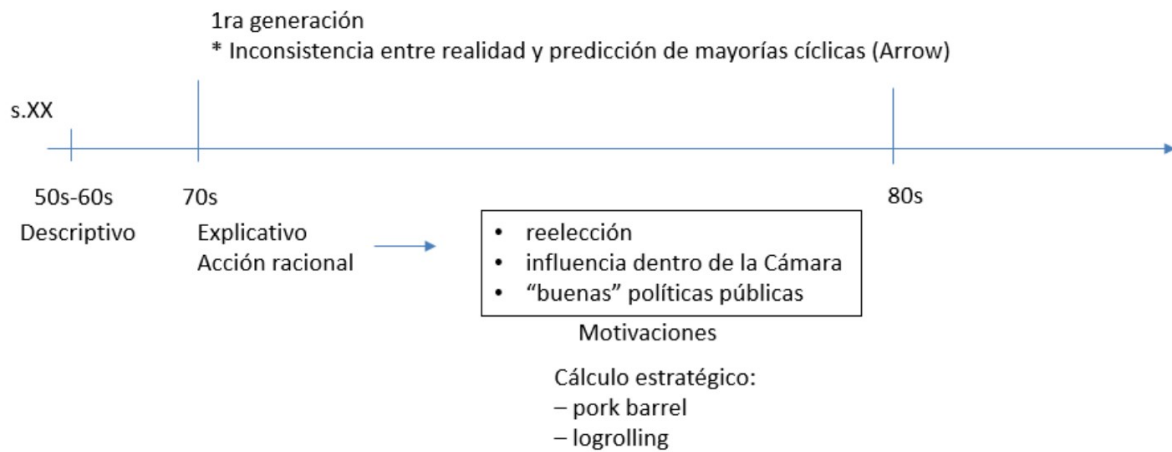 1ra generación
* Inconsistencia entre realidad y predicción de mayorías cíclicas (Arrow)
s.XX
50s-60s
Descriptivo
70s
Explicativo
Acción racional
80s
• reelección
• influencia dentro de la Cámara
• “buenas” políticas públicas
Motivaciones
Cálculo estratégico:
– pork barrel
– logrolling